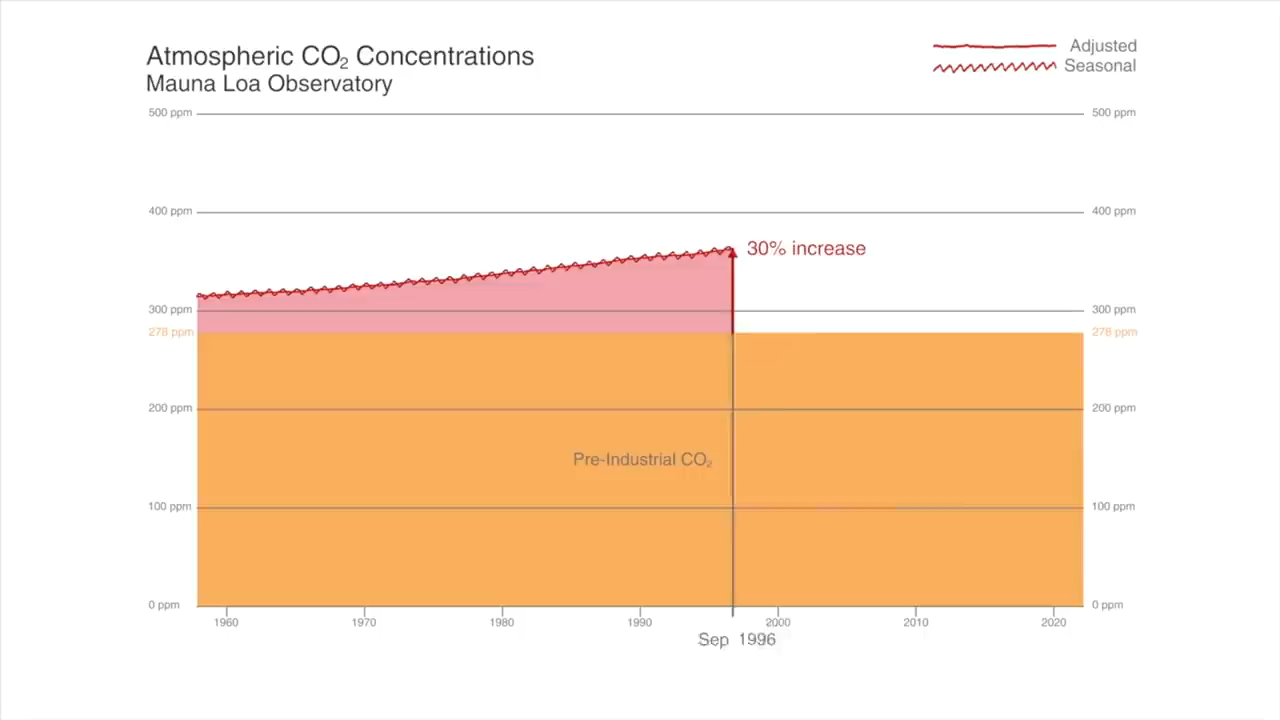 Atmospheric CO₂ Concentrations
Mauna Loa Observatory
Adjusted
Seasonal
500 ppm 500 ppm
400 ppm 400 ppm
30% increase
300 ppm 300 ppm
278 ppm 278 ppm
200 ppm 200 ppm
Pre-Industrial CO₂
100 ppm 100 ppm
0 ppm 0 ppm
1960 1970 1980 1990 2000 2010 2020
Sep 1996